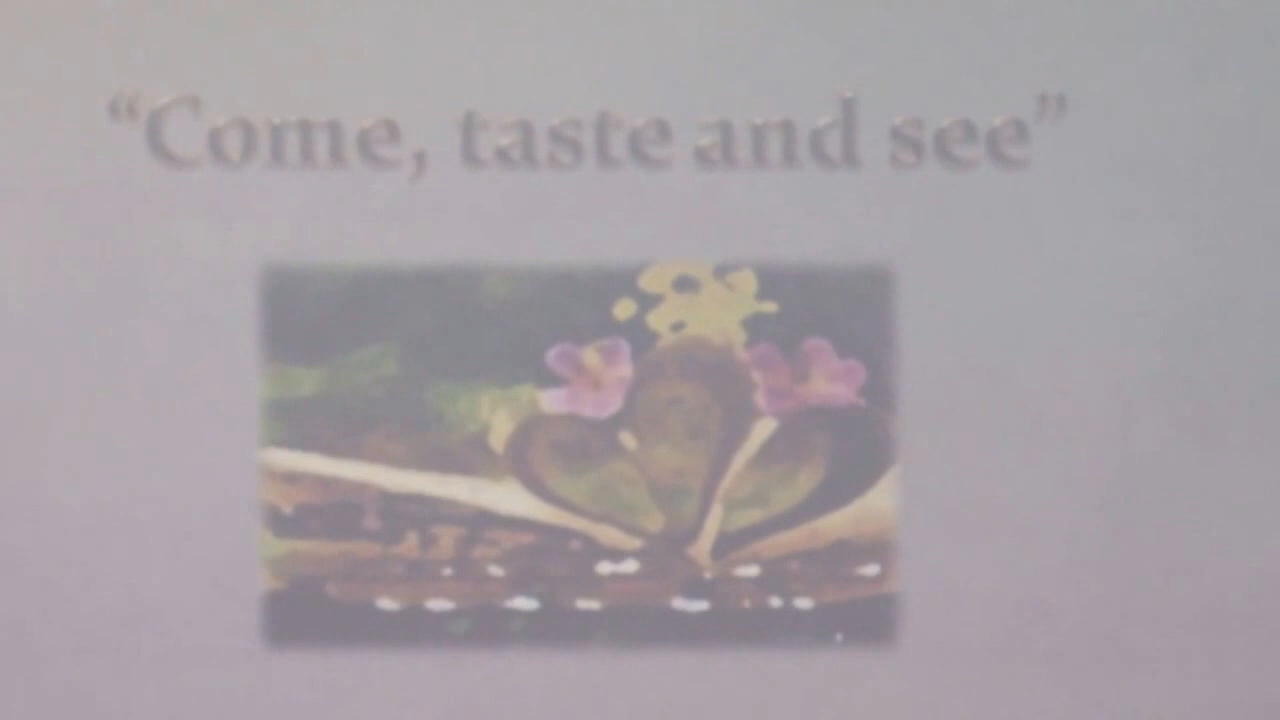 “Come, taste and see”